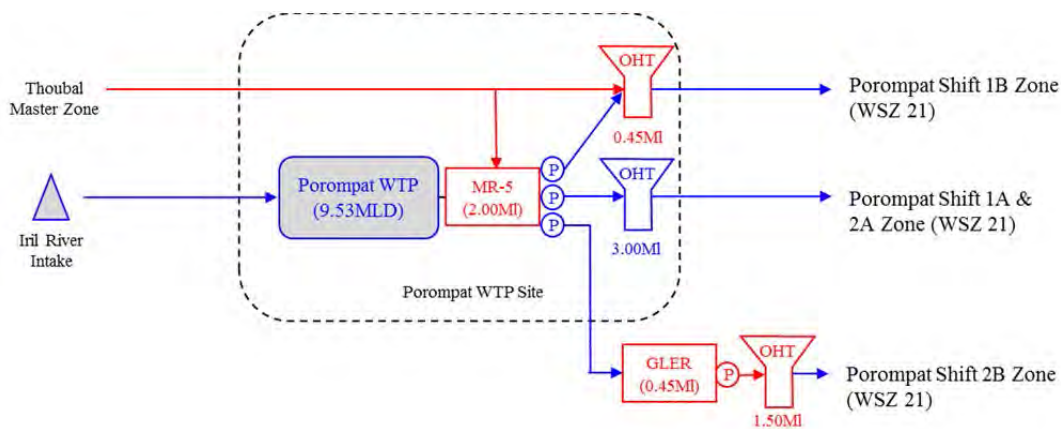 OHT
Thoubal
Master Zone
Porompat Shift 1B Zone
(WSZ 21)
0.45Ml
P
Porompat WTP
(9.53MLD)
MR-5
(2.00Ml)
P
P
OHT
Porompat Shift 1A &
2A Zone (WSZ 21)
3.00Ml
Iril River
Intake
Porompat WTP Site
GLER
(0.45Ml)
P
OHT
Porompat Shift 2B Zone
(WSZ 21)
1.50Ml